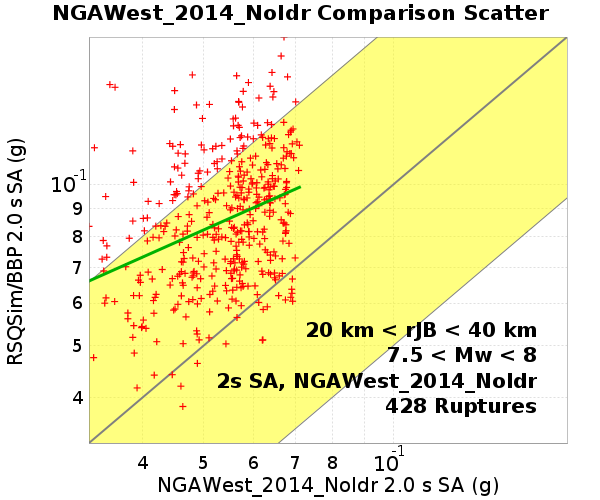 NGAWest_2014_NoIdr Comparison Scatter
RSQSim/BBP 2.0 s SA (g)
10^-1
9
8
7
6
5
4
20 km < rJB < 40 km
7.5 < Mw < 8
2s SA, NGAWest_2014_NoIdr
428 Ruptures
4 5 6 7 8 10^-1
NGAWest_2014_NoIdr 2.0 s SA (g)